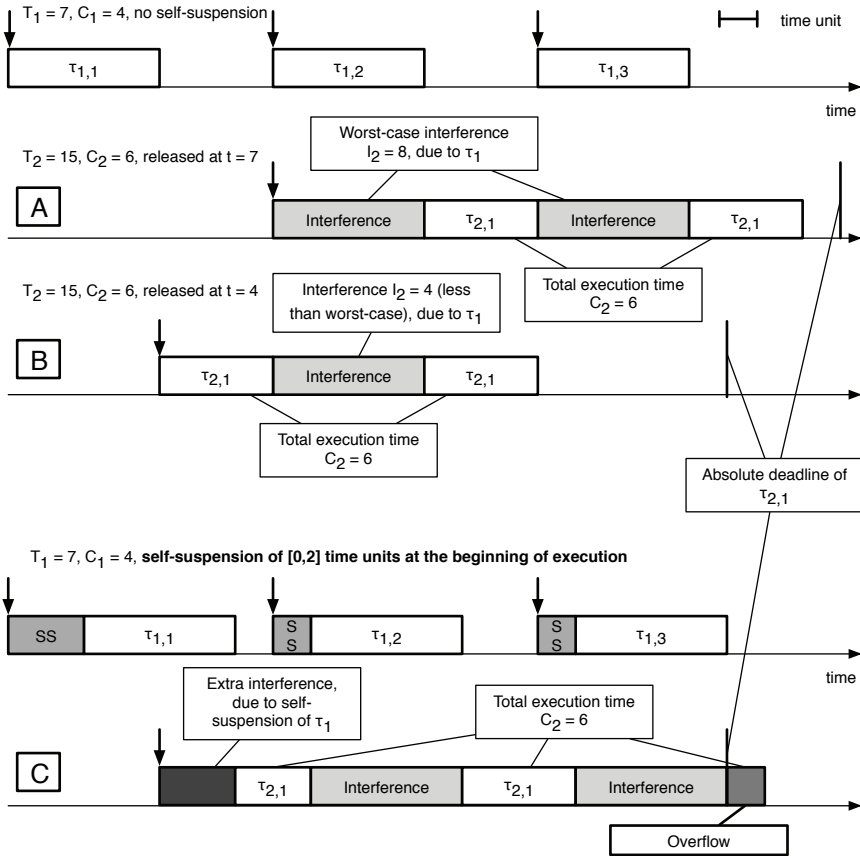 T1 = 7, C1 = 4, no self-suspension
time unit
τ1,1
τ1,2
τ1,3
time
Worst-case interference
I2 = 8, due to τ1
T2 = 15, C2 = 6, released at t = 7
A
Interference
τ2,1
Interference
τ2,1
Total execution time
C2 = 6
T2 = 15, C2 = 6, released at t = 4
Interference I2 = 4 (less
than worst-case), due to τ1
B
τ2,1
Interference
τ2,1
Total execution time
C2 = 6
Absolute deadline of
τ2,1
T1 = 7, C1 = 4, self-suspension of [0,2] time units at the beginning of execution
SS
τ1,1
S
S
τ1,2
S
S
τ1,3
time
Extra interference,
due to self-
suspension of τ1
Total execution time
C2 = 6
C
τ2,1
Interference
τ2,1
Interference
Overflow